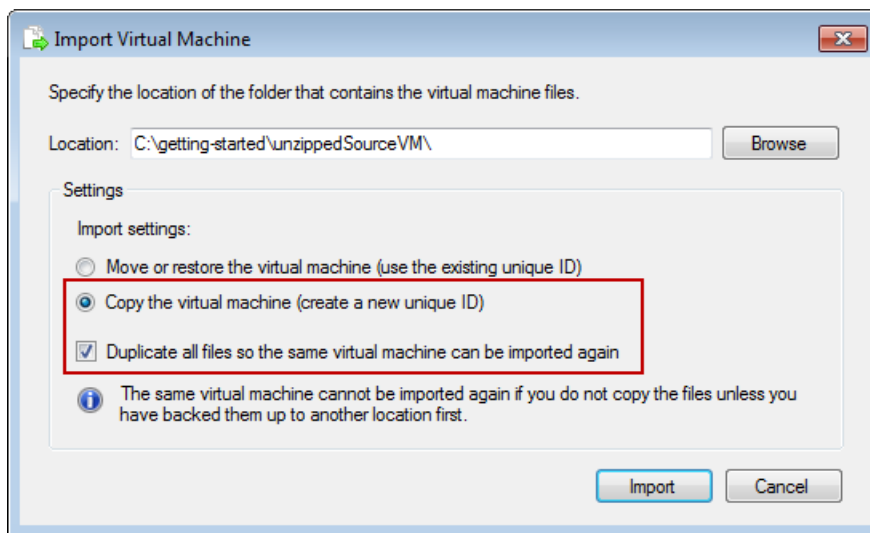 Import Virtual Machine
Specify the location of the folder that contains the virtual machine files.
Location: C:\getting-started\unzippedSourceVM\ Browse
Settings
Import settings:
Move or restore the virtual machine (use the existing unique ID)
Copy the virtual machine (create a new unique ID)
Duplicate all files so the same virtual machine can be imported again
The same virtual machine cannot be imported again if you do not copy the files unless you
have backed them up to another location first.
Import Cancel